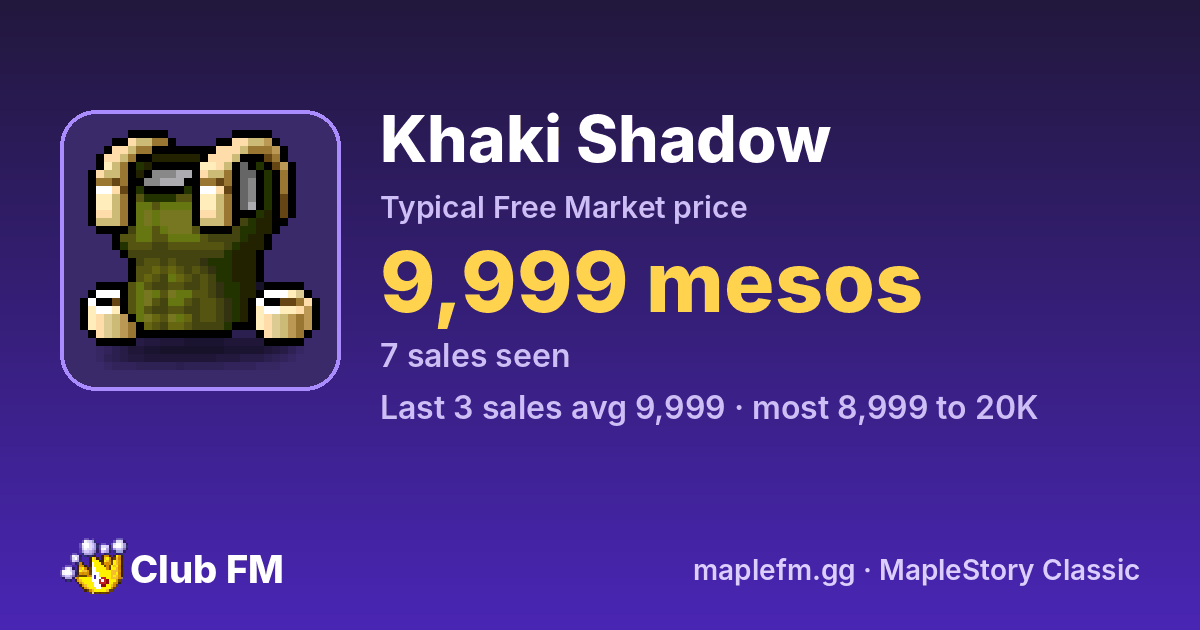 Khaki Shadow
Typical Free Market price
9,999 mesos
7 sales seen
Last 3 sales avg 9,999 · most 8,999 to 20K
Club FM
maplefm.gg · MapleStory Classic